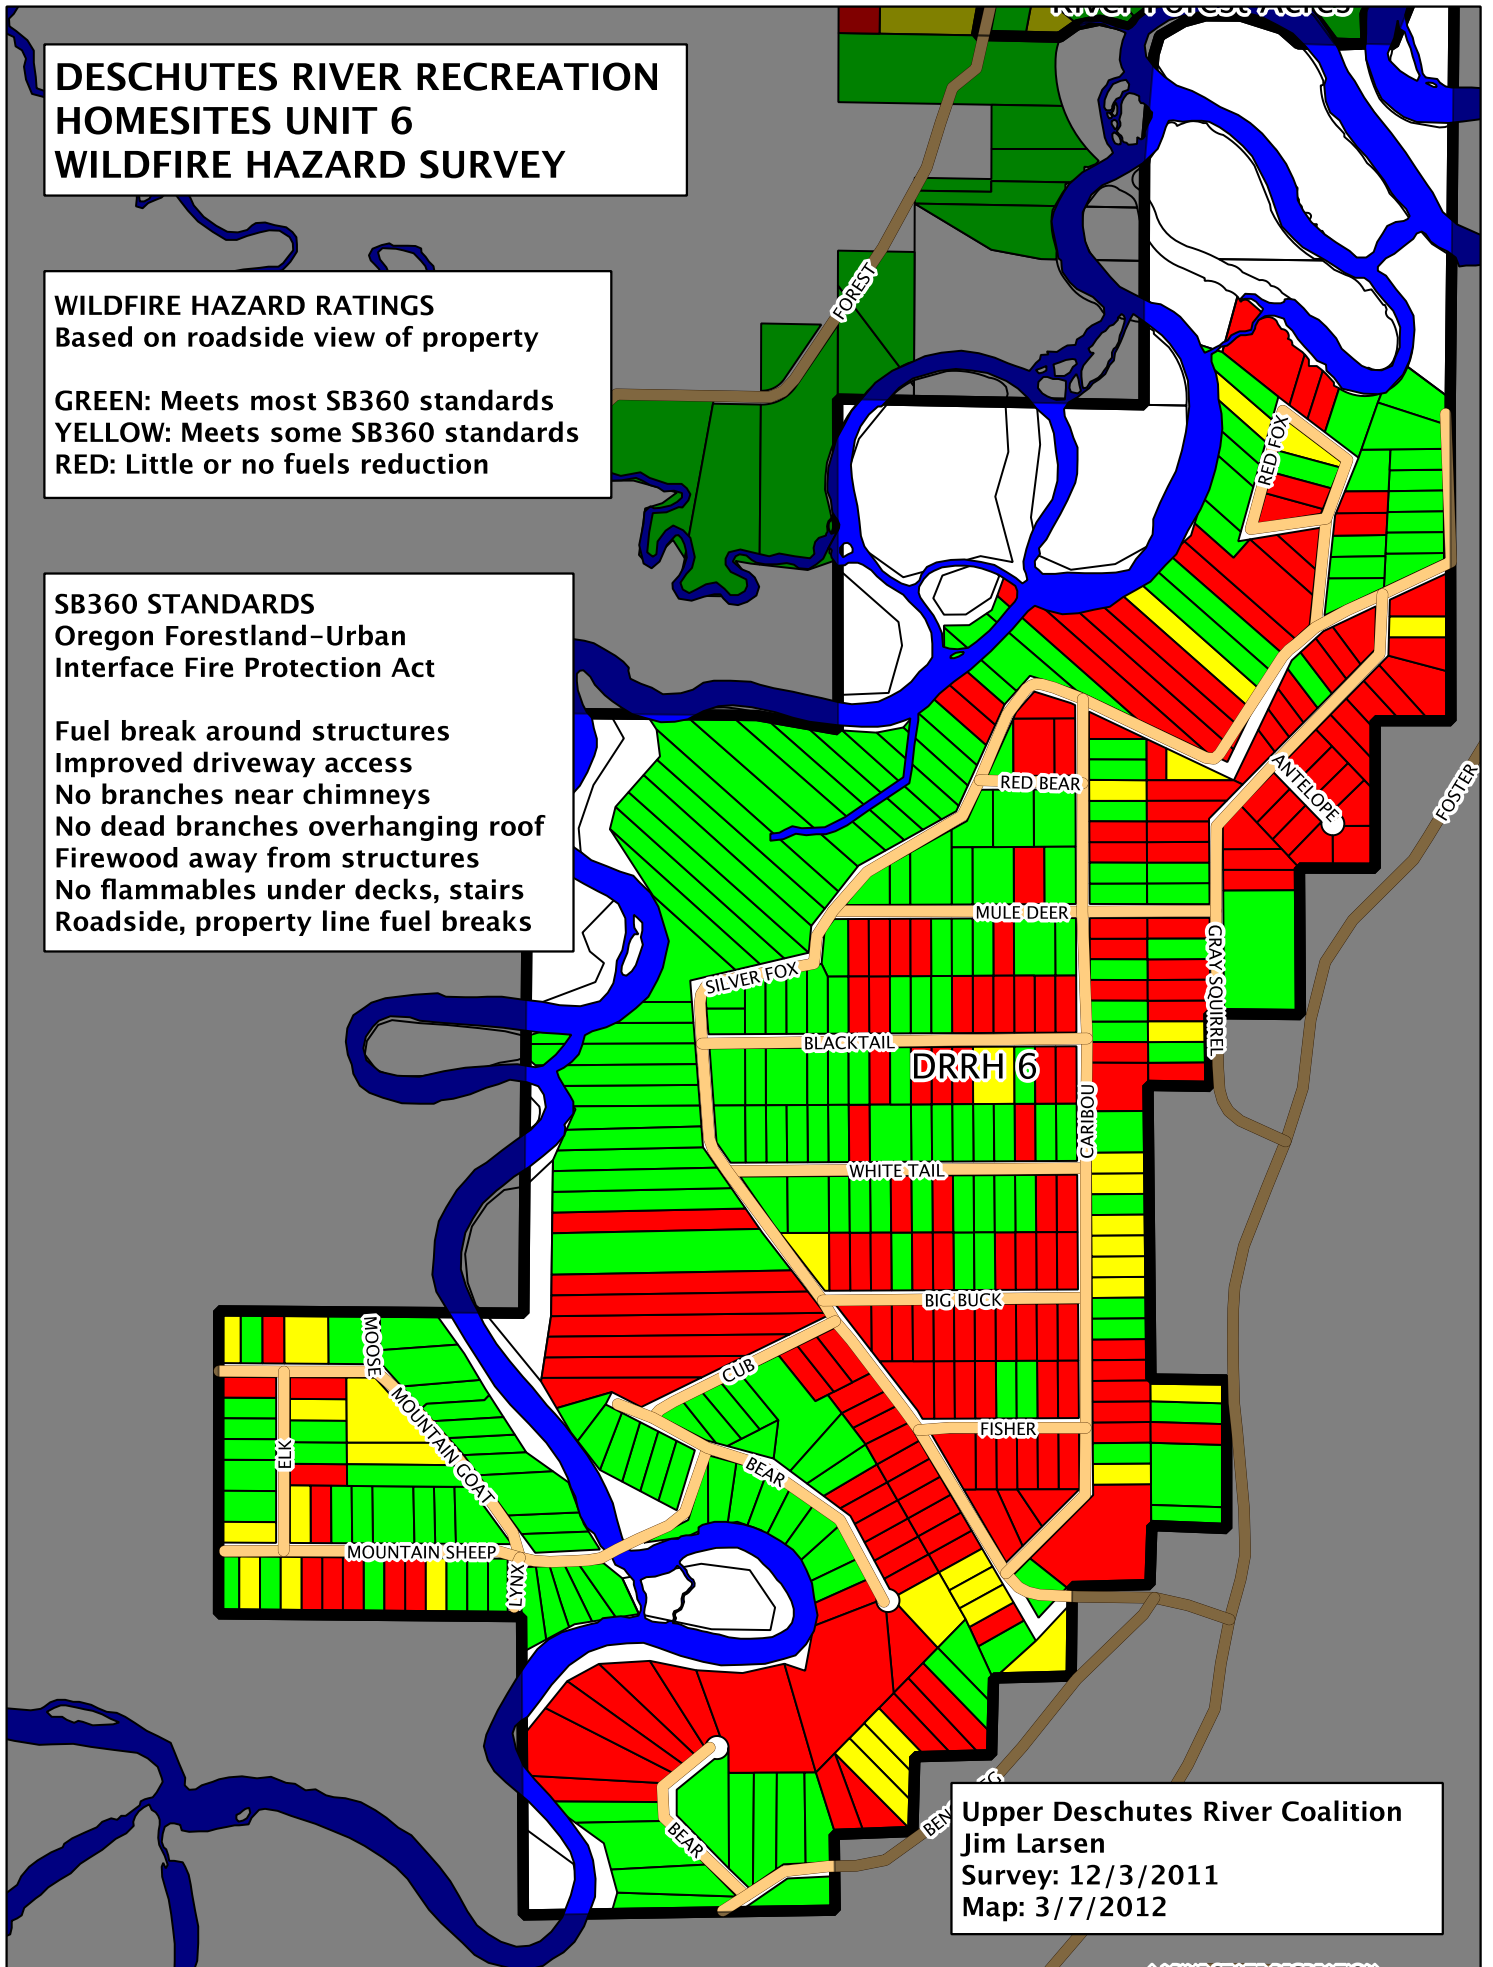 River Forest Acres
DESCHUTES RIVER RECREATION
HOMESITES UNIT 6
WILDFIRE HAZARD SURVEY
WILDFIRE HAZARD RATINGS
Based on roadside view of property
GREEN: Meets most SB360 standards
YELLOW: Meets some SB360 standards
RED: Little or no fuels reduction
SB360 STANDARDS
Oregon Forestland-Urban
Interface Fire Protection Act
Fuel break around structures
Improved driveway access
No branches near chimneys
No dead branches overhanging roof
Firewood away from structures
No flammables under decks, stairs
Roadside, property line fuel breaks
FOREST
RED FOX
RED BEAR
ANTELOPE
FOSTER
MULE DEER
SILVER FOX
GRAY SQUIRREL
BLACKTAIL
DRRH 6
CARIBOU
WHITE TAIL
BIG BUCK
MOOSE
CUB
MOUNTAIN GOAT
ELK
FISHER
BEAR
MOUNTAIN SHEEP
LYNX
BEAR
Upper Deschutes River Coalition
Jim Larsen
Survey: 12/3/2011
Map: 3/7/2012